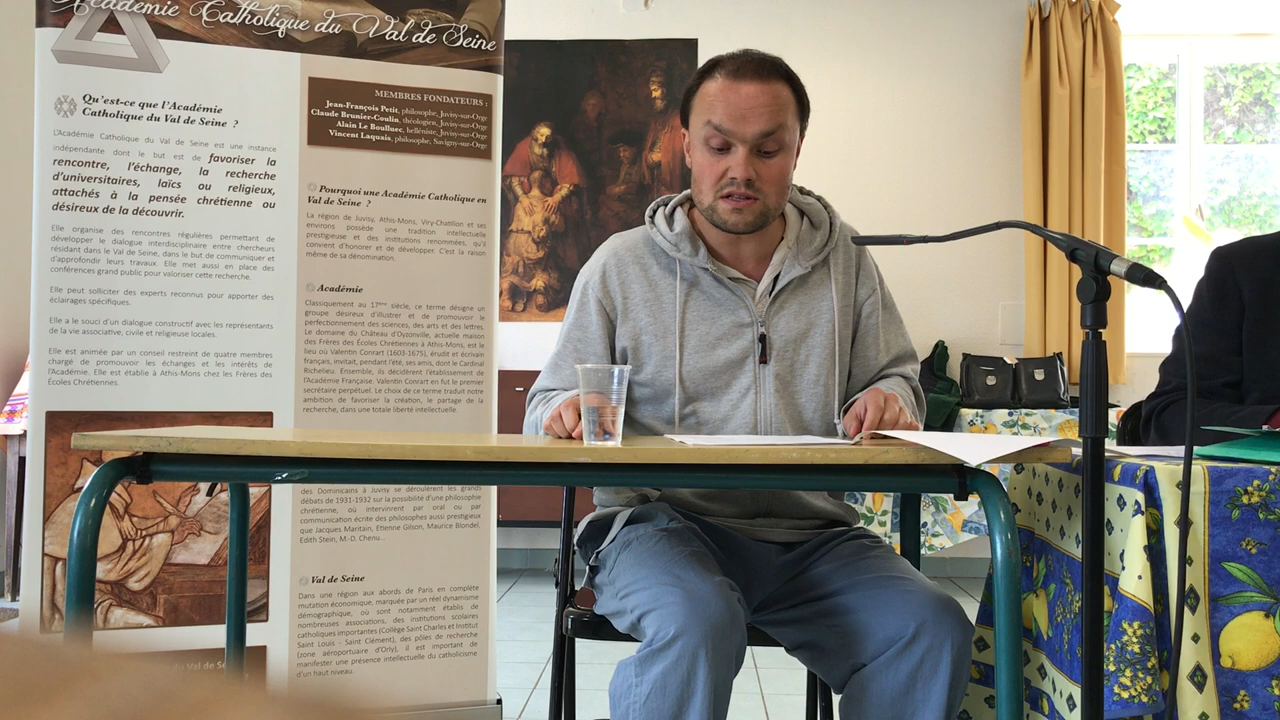 Académie Catholique du Val de Seine
Qu'est-ce que l'Académie
Catholique du Val de Seine ?
L'Académie Catholique du Val de Seine est une instance
indépendante dont le but est de favoriser la
rencontre, l'échange, la recherche
d'universitaires, laïcs ou religieux,
attachés à la pensée chrétienne ou
désireux de la découvrir.
Elle organise des rencontres régulières permettant de
développer le dialogue interdisciplinaire entre chercheurs
résidant dans le Val de Seine, dans le but de communiquer et
d'approfondir leurs travaux. Elle met aussi en place des
conférences grand public pour valoriser cette recherche.
Elle peut solliciter des experts reconnus pour apporter des
éclairages spécifiques.
Elle a le souci d'un dialogue constructif avec les représentants
de la vie associative, civile et religieuse locales.
Elle est animée par un conseil restreint de quatre membres
chargé de promouvoir les échanges et les intérêts de
l'Académie. Elle est établie à Athis-Mons chez les Frères des
Écoles Chrétiennes.
du Val de Se
MEMBRES FONDATEURS :
Jean-François Petit, philosophe, Juvisy-sur-Orge
Claude Brunier-Coulin, théologien, Juvisy-sur-Orge
Alain Le Boulluec, helléniste, Juvisy-sur-Orge
Vincent Laquais, philosophe, Savigny-sur-Orge
Pourquoi une Académie Catholique en
Val de Seine ?
La région de Juvisy, Athis-Mons, Viry-Chatillon et ses
environs possède une tradition intellectuelle
prestigieuse et des institutions renommées, qu'il
convient d'honorer et de développer. C'est la raison
même de sa dénomination.
Académie
Classiquement au 17ème siècle, ce terme désigne un
groupe désireux d'illustrer et de promouvoir le
perfectionnement des sciences, des arts et des lettres.
Le domaine du Château d'Oyzonville, actuelle maison
des Frères des Écoles Chrétiennes à Athis-Mons, est le
lieu où Valentin Conrart (1603-1675), érudit et écrivain
français, invitait, pendant l'été, ses amis, dont le Cardinal
Richelieu. Ensemble, ils décidèrent l'établissement de
l'Académie Française. Valentin Conrart en fut le premier
secrétaire perpétuel. Le choix de ce terme traduit notre
ambition de favoriser la création, le partage de la
recherche, dans une totale liberté intellectuelle.
des Dominicains à Juvisy se déroulèrent les grands
débats de 1931-1932 sur la possibilité d'une philosophie
chrétienne, où intervinrent par oral ou par
communication écrite des philosophes aussi prestigieux
que Jacques Maritain, Etienne Gilson, Maurice Blondel,
Edith Stein, M.-D. Chenu...
Val de Seine
Dans une région aux abords de Paris en complète
mutation économique, marquée par un réel dynamisme
démographique, où sont notamment établis de
nombreuses associations, des institutions scolaires
catholiques importantes (Collège Saint Charles et Institut
Saint Louis - Saint Clément), des pôles de recherche
(zone aéroportuaire d'Orly), il est important de
manifester une présence intellectuelle du catholicisme
d'un haut niveau.